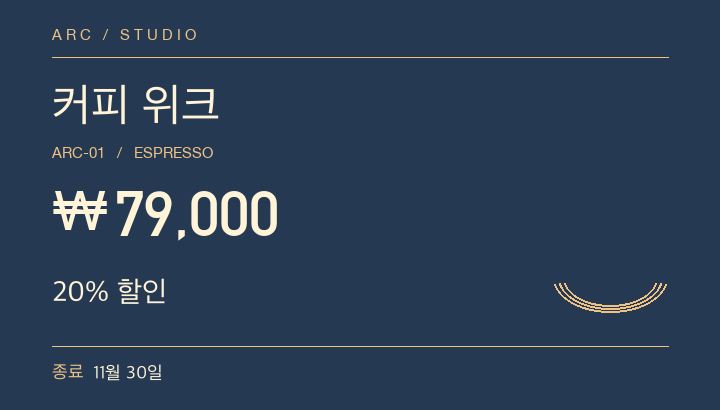 ARC / STUDIO
커피 위크
ARC-01 / ESPRESSO
₩79,000
20% 할인
종료 11월 30일